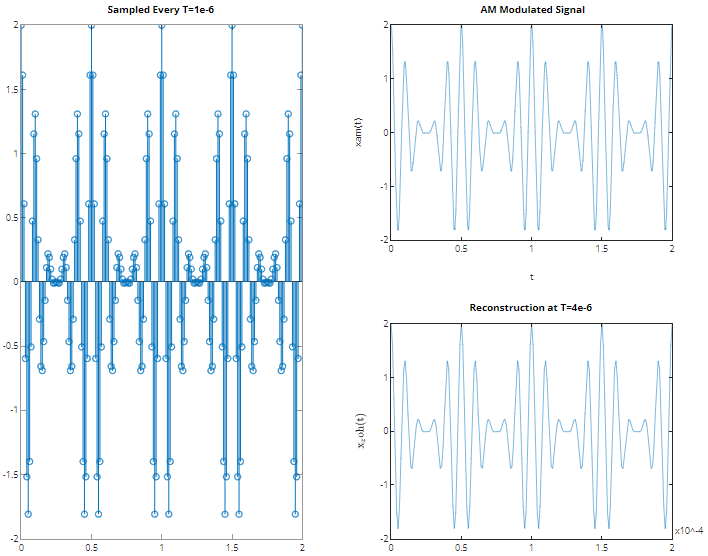 Sampled Every T=1e-6
2
1.5
1
0.5
0
-0.5
-1
-1.5
-2
0 0.5 1 1.5 2
AM Modulated Signal
xam(t)
2
1
0
-1
-2
0 0.5 1 1.5 2
t
Reconstruction at T=4e-6
x_zoh(t)
2
1
0
-1
-2
0 0.5 1 1.5 2
x10^-4